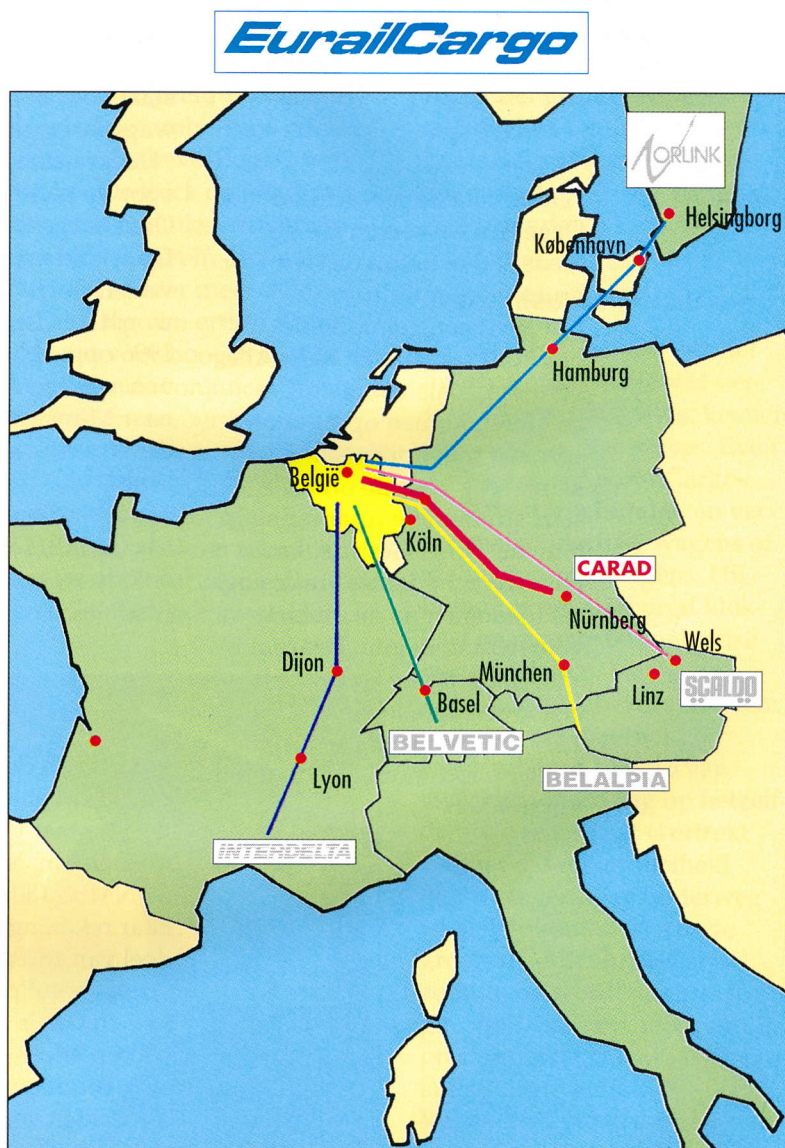 EurailCargo
NORLINK
Helsingborg
København
Hamburg
België
Köln
CARAD
Nürnberg
Wels
Dijon
München
Linz
SCALDO
Basel
BELVETIC
Lyon
BELALPIA
INTERDELTA